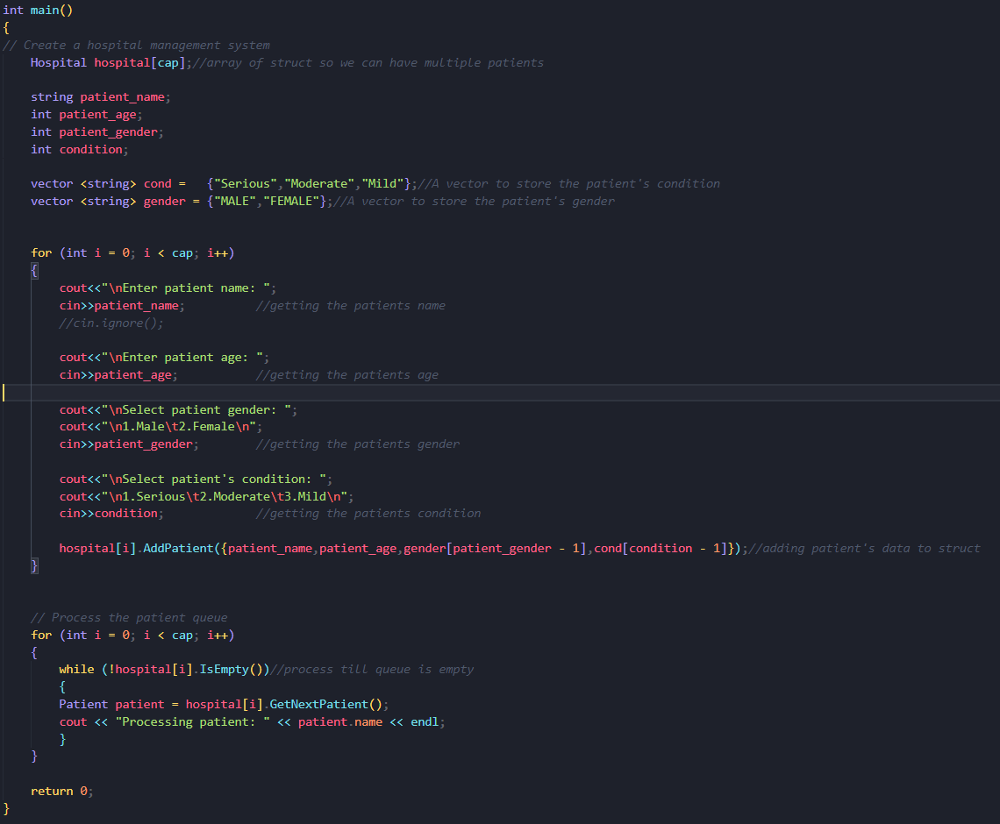 int main()
{
// Create a hospital management system
    Hospital hospital[cap];//array of struct so we can have multiple patients
    string patient_name;
    int patient_age;
    int patient_gender;
    int condition;
    vector <string> cond =   {"Serious","Moderate","Mild"};//A vector to store the patient's condition
    vector <string> gender = {"MALE","FEMALE"};//A vector to store the patient's gender
    for (int i = 0; i < cap; i++)
    {
        cout<<"\nEnter patient name: ";
        cin>>patient_name;          //getting the patients name
        //cin.ignore();
        cout<<"\nEnter patient age: ";
        cin>>patient_age;           //getting the patients age
        cout<<"\nSelect patient gender: ";
        cout<<"\n1.Male\t2.Female\n";
        cin>>patient_gender;        //getting the patients gender
        cout<<"\nSelect patient's condition: ";
        cout<<"\n1.Serious\t2.Moderate\t3.Mild\n";
        cin>>condition;             //getting the patients condition
        hospital[i].AddPatient({patient_name,patient_age,gender[patient_gender - 1],cond[condition - 1]});//adding patient's data to struct
    }
    // Process the patient queue
    for (int i = 0; i < cap; i++)
    {
        while (!hospital[i].IsEmpty())//process till queue is empty
        {
        Patient patient = hospital[i].GetNextPatient();
        cout << "Processing patient: " << patient.name << endl;
        }
    }
    return 0;
}